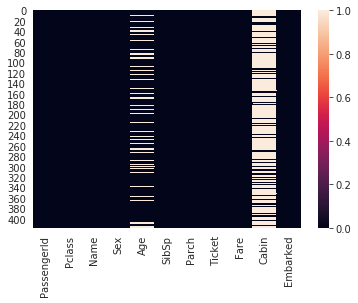 0
20
40
60
80
100
120
140
160
180
200
220
240
260
280
300
320
340
360
380
400
PassengerId
Pclass
Name
Sex
Age
SibSp
Parch
Ticket
Fare
Cabin
Embarked
1.0
0.8
0.6
0.4
0.2
0.0